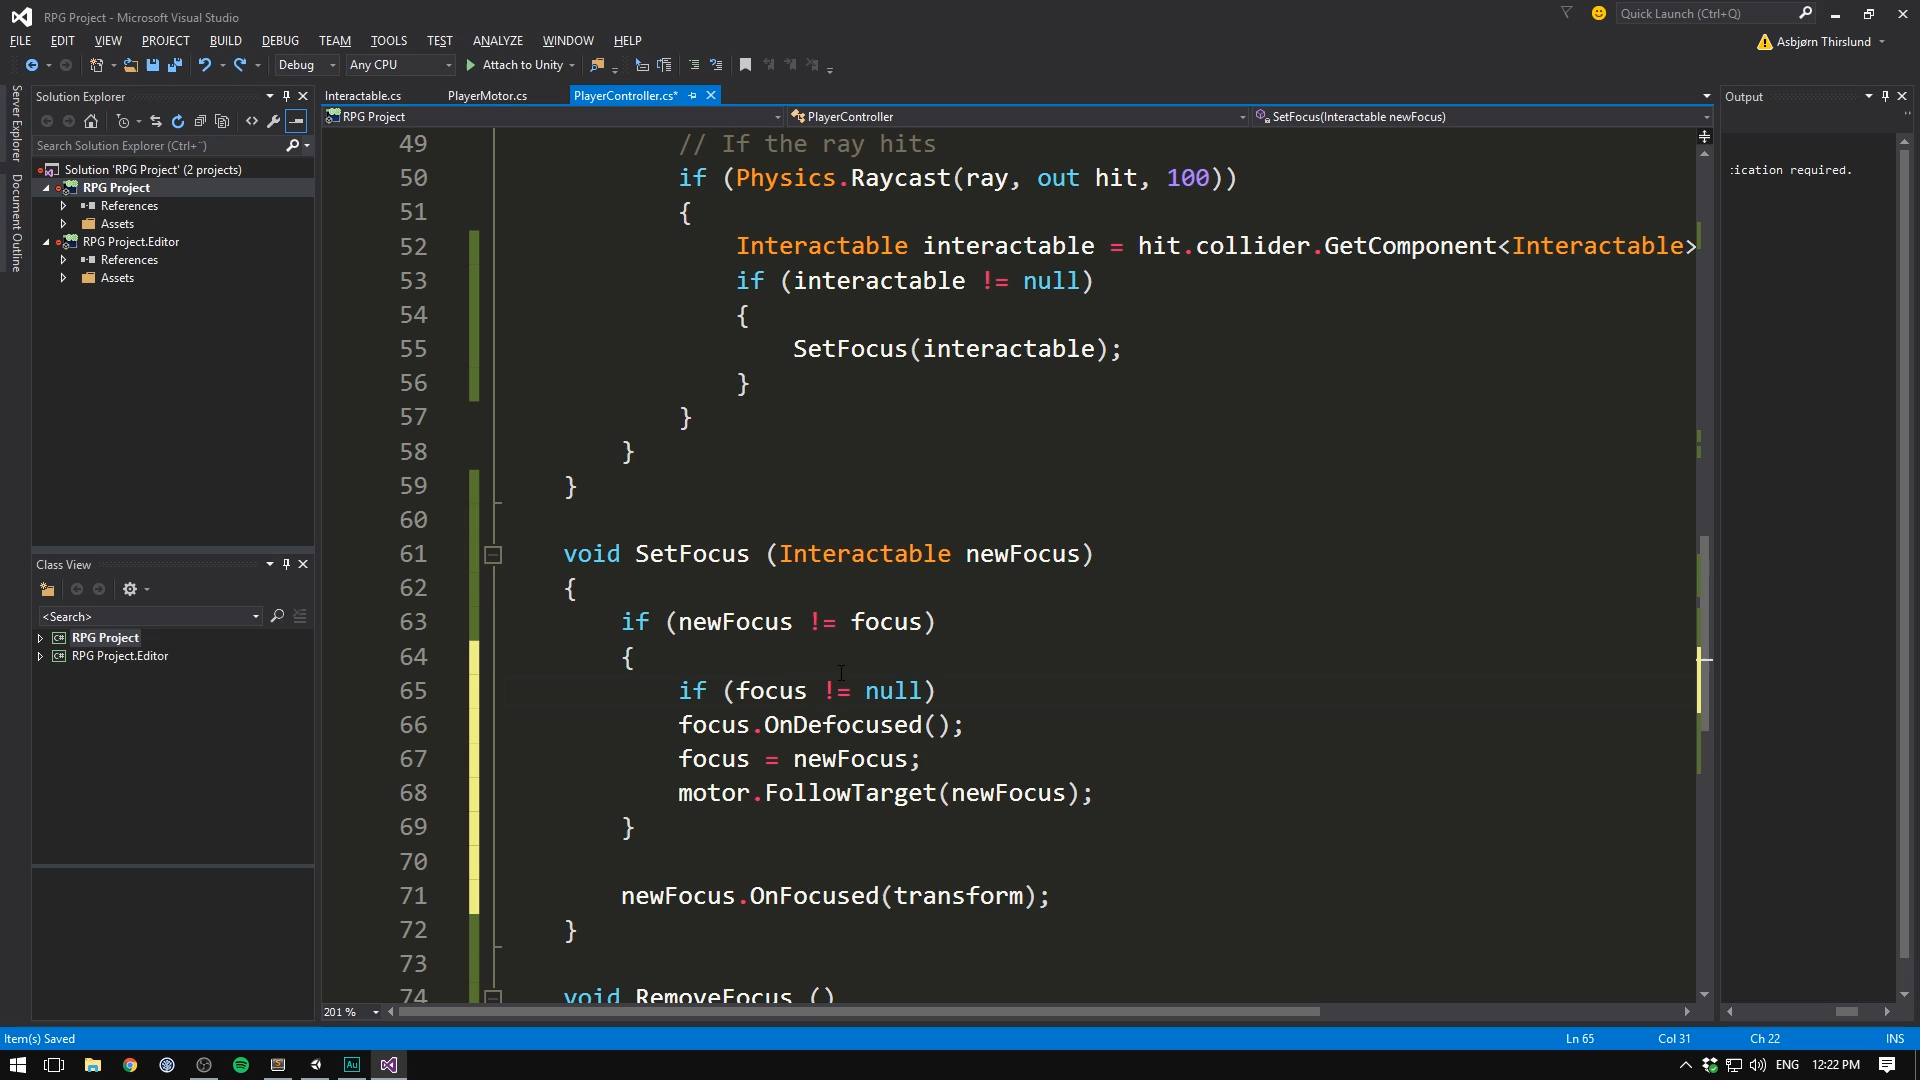 RPG Project - Microsoft Visual Studio
Quick Launch (Ctrl+Q)
FILE EDIT VIEW PROJECT BUILD DEBUG TEAM TOOLS TEST ANALYZE WINDOW HELP
Asbjørn Thirslund
Debug Any CPU Attach to Unity
Server Explorer
Document Outline
Solution Explorer
Search Solution Explorer (Ctrl+¨)
Solution 'RPG Project' (2 projects)
RPG Project
References
Assets
RPG Project.Editor
References
Assets
Class View
<Search>
RPG Project
RPG Project.Editor
Interactable.cs PlayerMotor.cs PlayerController.cs*
RPG Project PlayerController SetFocus(Interactable newFocus)
49 // If the ray hits
50 if (Physics.Raycast(ray, out hit, 100))
51 {
52 Interactable interactable = hit.collider.GetComponent<Interactable>
53 if (interactable != null)
54 {
55 SetFocus(interactable);
56 }
57 }
58 }
59 }
60
61 void SetFocus (Interactable newFocus)
62 {
63 if (newFocus != focus)
64 {
65 if (focus != null)
66 focus.OnDefocused();
67 focus = newFocus;
68 motor.FollowTarget(newFocus);
69 }
70
71 newFocus.OnFocused(transform);
72 }
73
74 void RemoveFocus ()
201 %
Output
ication required.
Item(s) Saved Ln 65 Col 31 Ch 22 INS
Au
ENG 12:22 PM